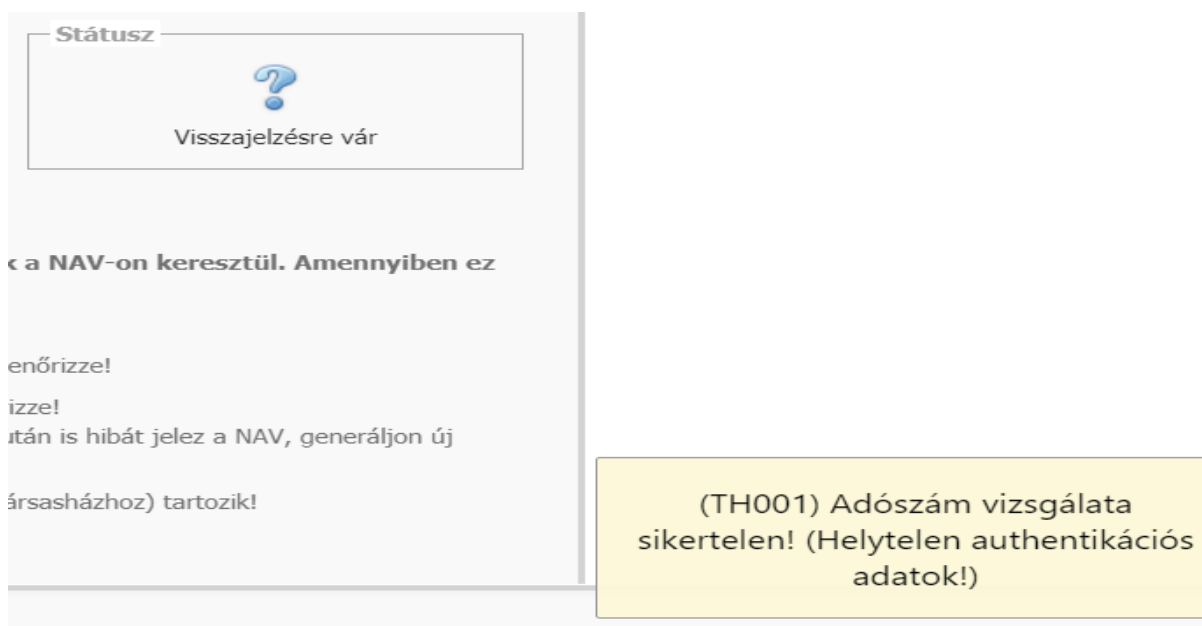 Státusz
Visszajelzésre vár
a NAV-on keresztül. Amennyiben ez
enőrizze!
izze!
után is hibát jelez a NAV, generáljon új
ársasházhoz) tartozik!
(TH001) Adószám vizsgálata
sikertelen! (Helytelen authentikációs
adatok!)